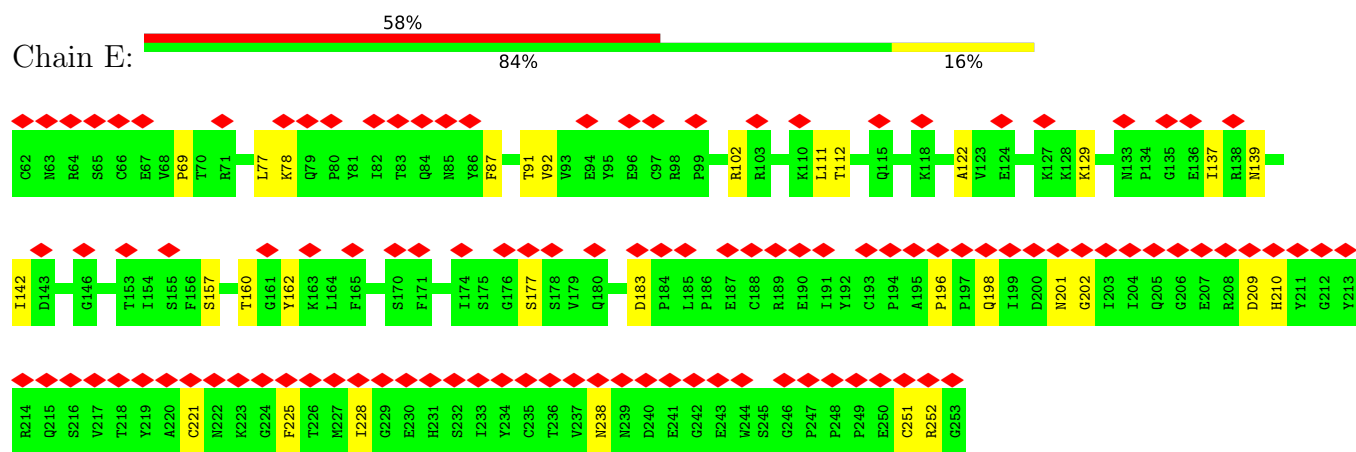 58%
Chain E:
84% 16%
C62 N63 R64 S65 C66 E67 V68 P69 T70 R71 L77 K78 Q79 P80 Y81 I82 T83 Q84 N85 Y86 F87 T91 V92 V93 E94 Y95 E96 C97 R98 P99 R102 R103 K110 L111 T112 Q115 K118 A122 V123 E124 K127 K128 K129 N133 P134 G135 E136 I137 R138 N139
I142 D143 G146 T153 I154 S155 F156 S157 T160 G161 Y162 K163 L164 F165 S170 F171 I174 S175 G176 S177 S178 V179 Q180 D183 P184 L185 P186 E187 C188 R189 E190 I191 Y192 C193 P194 A195 P196 P197 Q198 I199 D200 N201 G202 I203 I204 Q205 G206 E207 R208 D209 H210 Y211 G212 Y213
R214 Q215 S216 V217 T218 Y219 A220 C221 N222 K223 G224 F225 T226 M227 I228 G229 E230 H231 S232 I233 Y234 C235 T236 V237 N238 N239 D240 E241 G242 E243 W244 S245 G246 P247 P248 P249 E250 C251 R252 G253